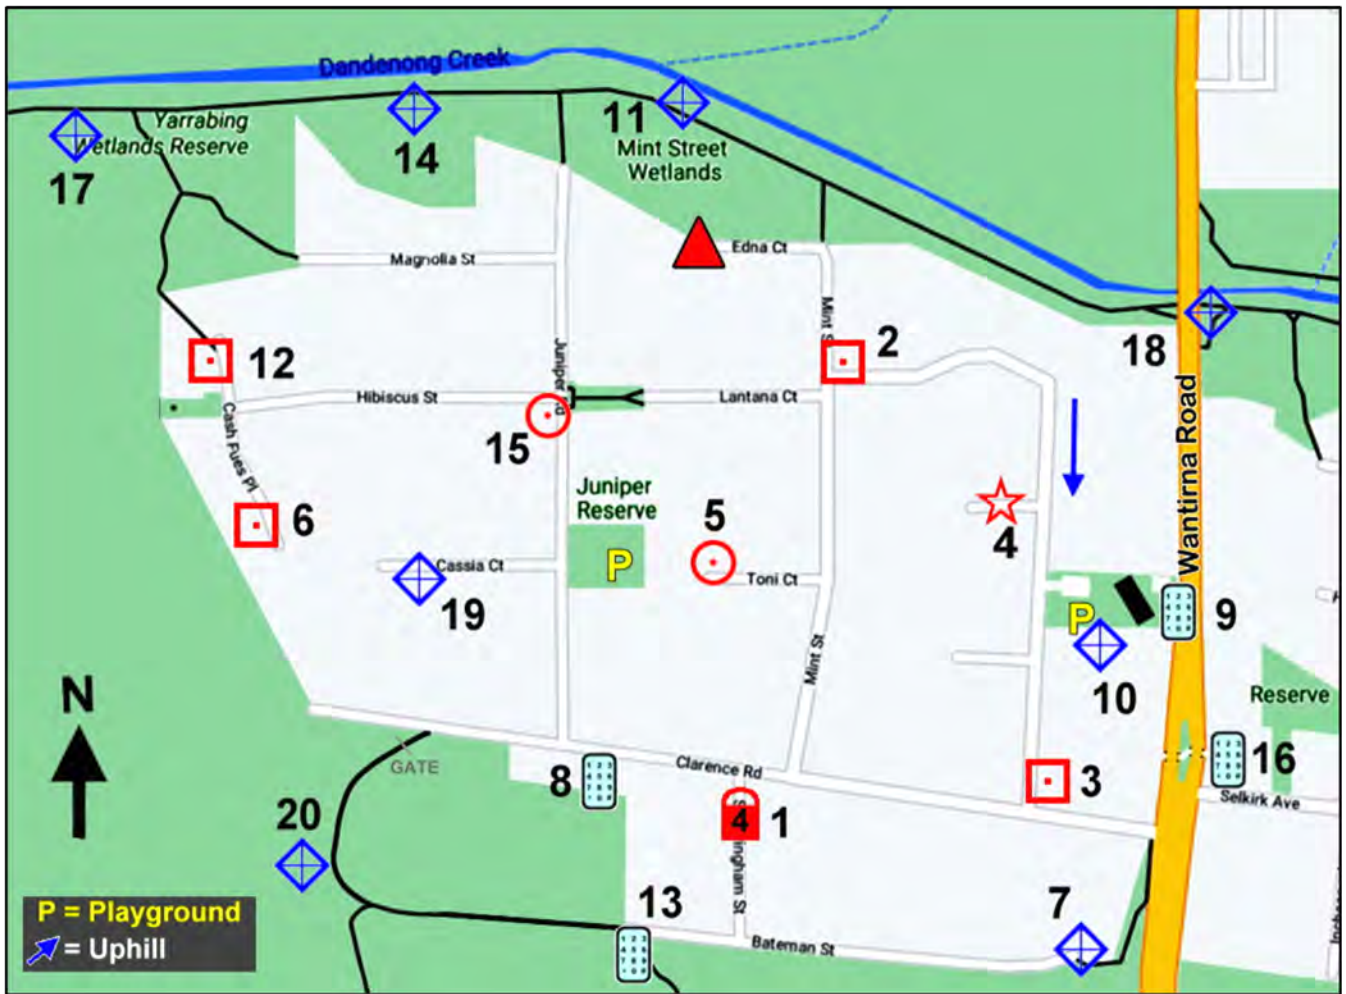 Dandenong Creek
Yarrabing
Wetlands Reserve
17
14
11
Mint Street
Wetlands
Magnolia St
Edna Ct
Mint S
2
18
12
Juniper Rd
Hibiscus St
Lantana Ct
15
Cash Fues Pl
Wantirna Road
6
Juniper
Reserve
5
4
P
Cassia Ct
Toni Ct
19
P
9
Mint St
10
Reserve
N
GATE
Clarence Rd
8
3
16
Selkirk Ave
4
1
ingham St
20
13
7
Bateman St
P = Playground
= Uphill